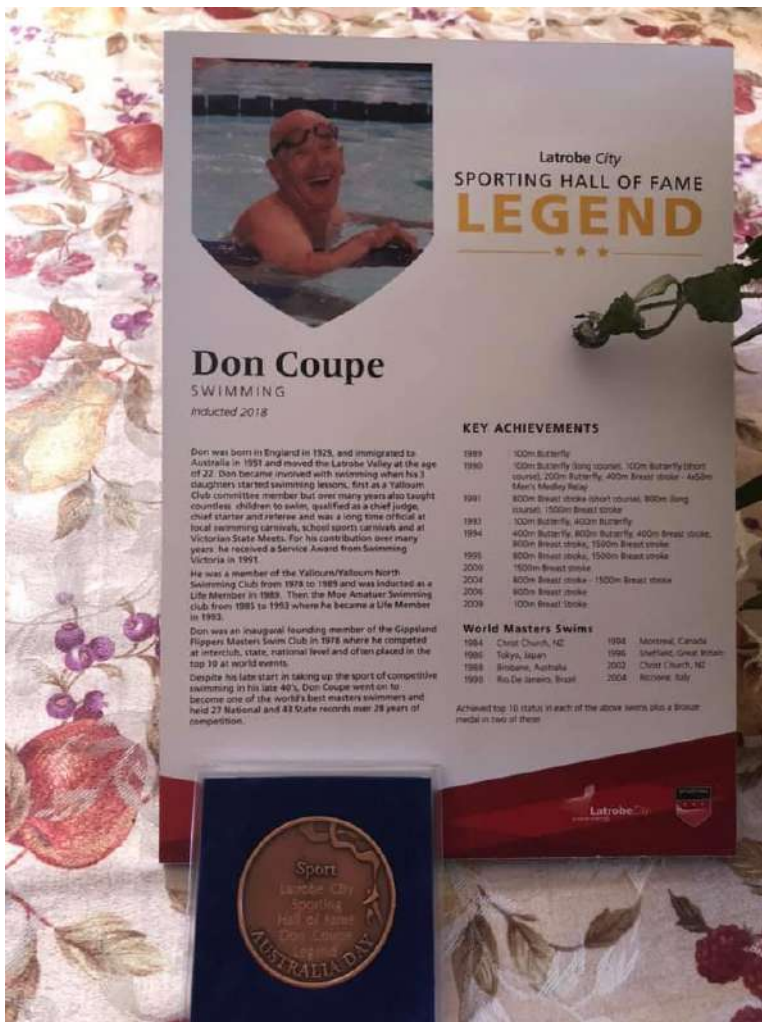 Latrobe City
SPORTING HALL OF FAME
LEGEND
Don Coupe
SWIMMING
Inducted 2018
Don was born in England in 1929, and immigrated to
Australia in 1951 and moved the Latrobe Valley at the age
of 22. Don became involved with swimming when his 3
daughters started swimming lessons, first as a Yallourn
Club committee member but over many years also taught
countless children to swim, qualified as a chief judge,
chief starter and referee and was a long time official at
local swimming carnivals, school sports carnivals and at
Victorian State Meets. For his contribution over many
years he received a Service Award from Swimming
Victoria in 1991.
He was a member of the Yallourn/Yallourn North
Swimming Club from 1978 to 1989 and was inducted as a
Life Member in 1989. Then the Moe Amatuer Swimming
club from 1985 to 1993 where he became a Life Member
in 1993.
Don was an inaugural founding member of the Gippsland
Flippers Masters Swim Club in 1978 where he competed
at interclub, state, national level and often placed in the
top 10 at world events.
Despite his late start in taking up the sport of competitive
swimming in his late 40's, Don Coupe went on to
become one of the world's best masters swimmers and
held 27 National and 43 State records over 28 years of
competition.
KEY ACHIEVEMENTS
1989 100m Butterfly
1990 100m Butterfly (long course), 100m Butterfly (short
course), 200m Butterfly, 400m Breast stroke - 4x50m
Men's Medley Relay
1991 800m Breast stroke (short course), 800m (long
course), 1500m Breast stroke
1993 100m Butterfly, 400m Butterfly
1994 400m Butterfly, 800m Butterfly, 400m Breast stroke,
800m Breast stroke, 1500m Breast stroke
1995 800m Breast stroke, 1500m Breast stroke
2000 1500m Breast stroke
2004 800m Breast stroke - 1500m Breast stroke
2006 800m Breast stroke
2009 100m Breast Stroke
World Masters Swims
1984 Christ Church, NZ
1986 Tokyo, Japan
1988 Brisbane, Australia
1990 Rio De Janeiro, Brazil
1994 Montreal, Canada
1996 Sheffield, Great Britain
2002 Christ Church, NZ
2004 Riccione, Italy
Achieved top 10 status in each of the above swims plus a Bronze
medal in two of these
LatrobeCity
Sport
Latrobe City
Sporting
Hall of Fame
Don Coupe
Legend
AUSTRALIA DAY